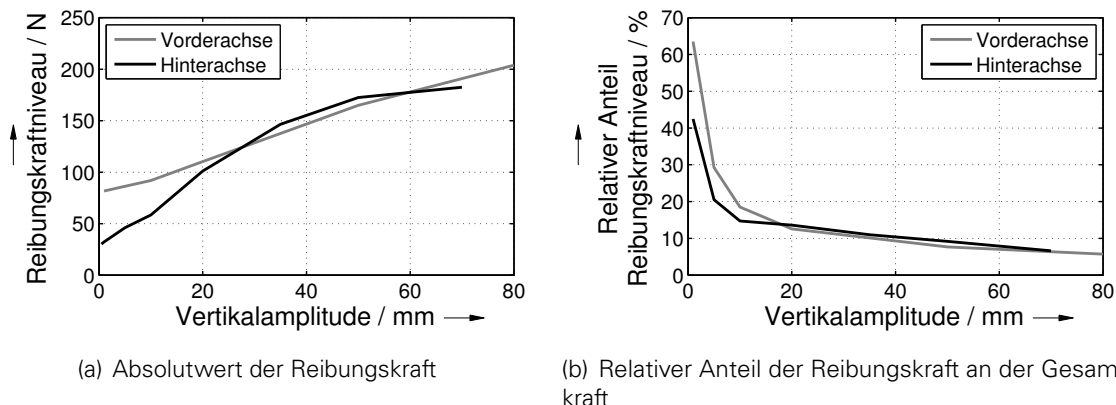 250
200
150
100
50
0
0 20 40 60 80
Reibungskraftniveau / N
Vertikalamplitude / mm
Vorderachse
Hinterachse
(a) Absolutwert der Reibungskraft
70
60
50
40
30
20
10
0
0 20 40 60 80
Relativer Anteil
Reibungskraftniveau / %
Vertikalamplitude / mm
Vorderachse
Hinterachse
(b) Relativer Anteil der Reibungskraft an der Gesam
kraft